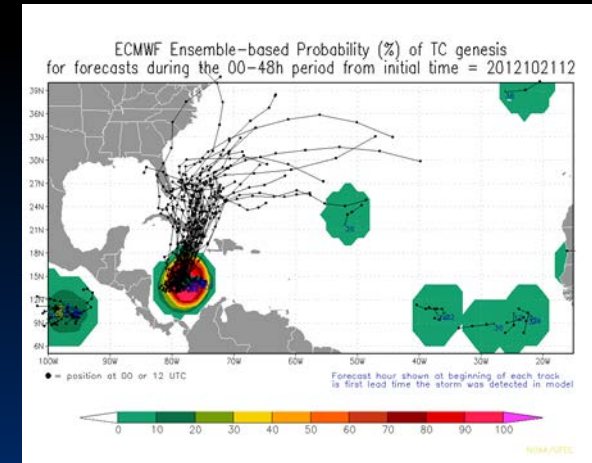 ECMWF Ensemble-based Probability (%) of TC genesis
for forecasts during the 00-48h period from initial time = 2012102112
39N
36N
33N
30N
27N
24N
21N
18N
15N
12N
9N
6N
100W 90W 80W 70W 60W 50W 40W 30W 20W
● = position at 00 or 12 UTC
Forecast hour shown at beginning of each track
is first lead time the storm was detected in model
0 10 20 30 40 50 60 70 80 90 100